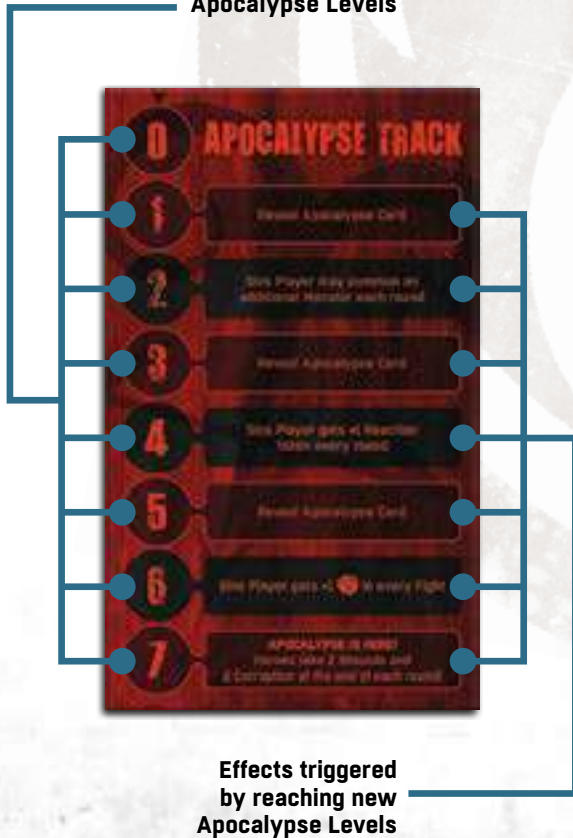 Apocalypse Levels
0 APOCALYPSE TRACK
1 Reveal Apocalypse Card
2 Sins Player may summon an
additional Monster each round
3 Reveal Apocalypse Card
4 Sins Player gets +1 Reaction
token every round
5 Reveal Apocalypse Card
6 Sins Player gets +1 in every Fight
7 APOCALYPSE IS HERE!
Heroes take 2 Wounds and
2 Corruption at the end of each round
Effects triggered
by reaching new
Apocalypse Levels